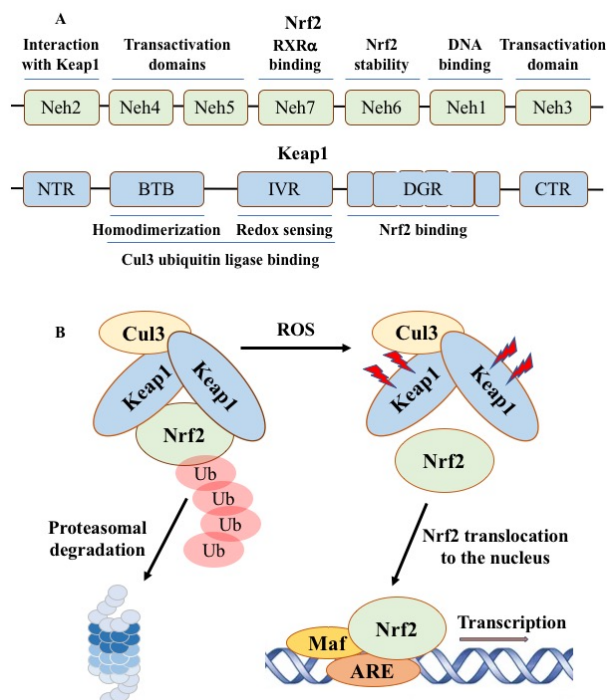 A
Nrf2
Interaction with Keap1
Transactivation domains
RXRα binding
Nrf2 stability
DNA binding
Transactivation domain
Neh2 Neh4 Neh5 Neh7 Neh6 Neh1 Neh3
Keap1
NTR BTB IVR DGR CTR
Homodimerization Redox sensing Nrf2 binding
Cul3 ubiquitin ligase binding
B
Cul3
Keap1
Keap1
Nrf2
Ub
Ub
Ub
Ub
ROS
Cul3
Keap1
Keap1
Nrf2
Proteasomal
degradation
Nrf2 translocation
to the nucleus
Maf
Nrf2
ARE
Transcription